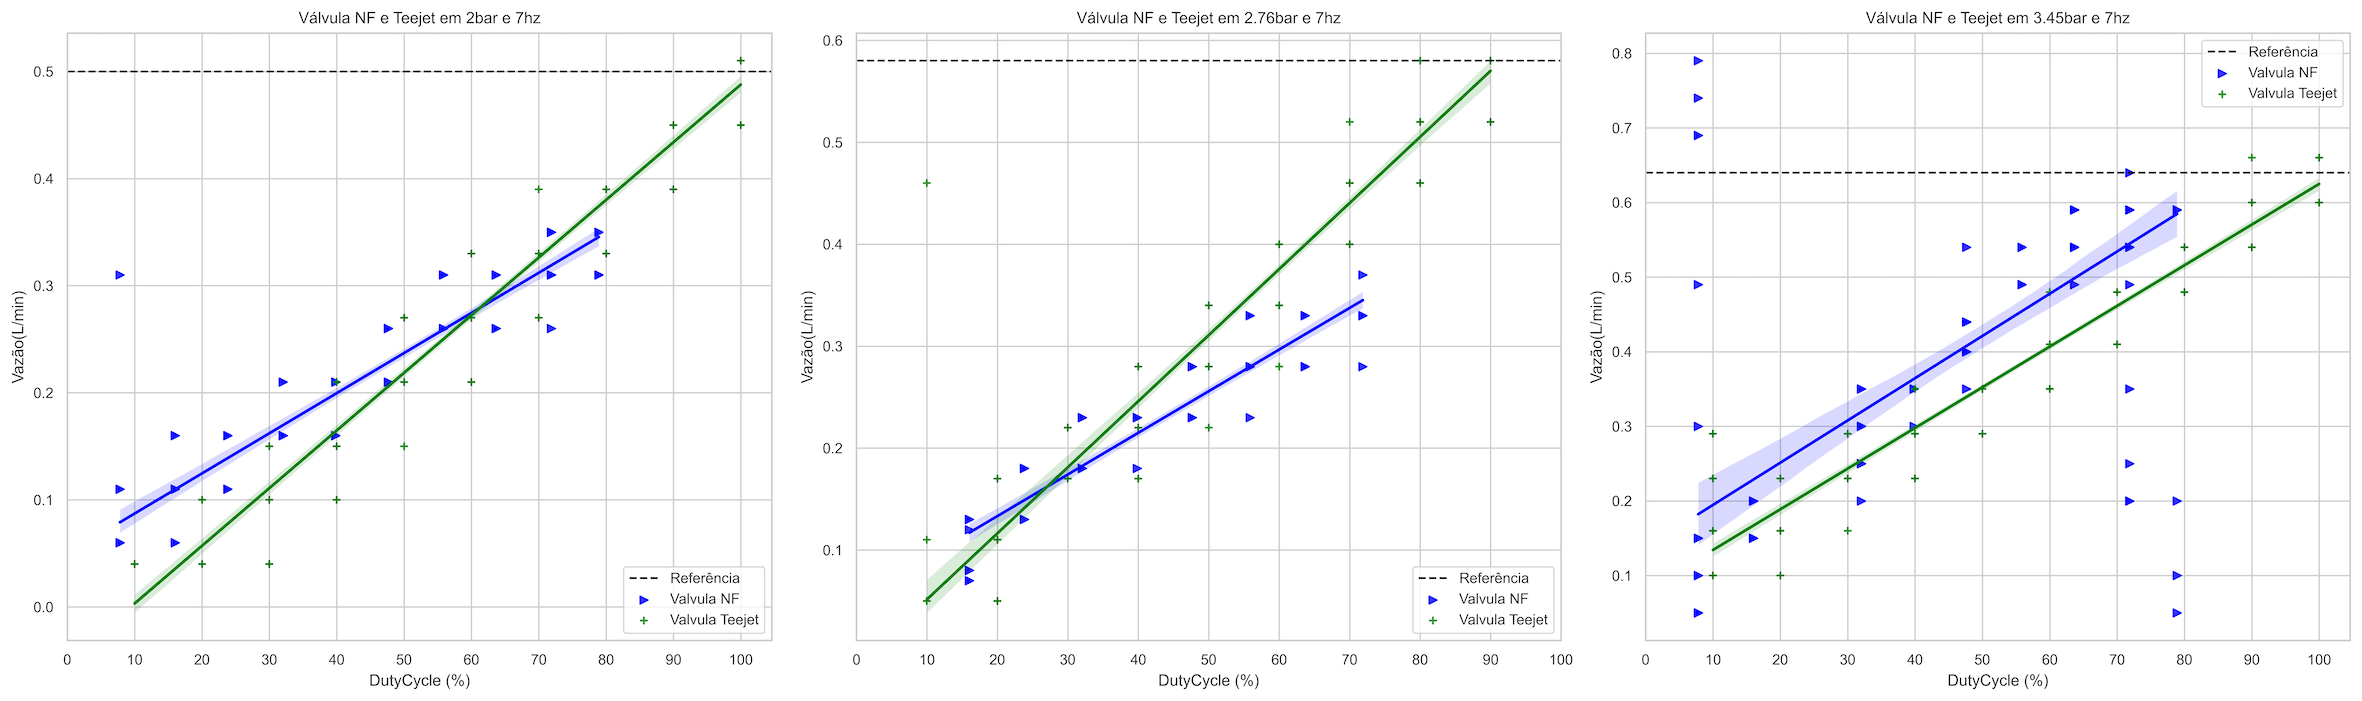 Válvula NF e Teejet em 2bar e 7hz
Vazão(L/min)
0.5
0.4
0.3
0.2
0.1
0.0
0 10 20 30 40 50 60 70 80 90 100
DutyCycle (%)
Referência
Valvula NF
Valvula Teejet
Válvula NF e Teejet em 2.76bar e 7hz
Vazão(L/min)
0.6
0.5
0.4
0.3
0.2
0.1
0 10 20 30 40 50 60 70 80 90 100
DutyCycle (%)
Referência
Valvula NF
Valvula Teejet
Válvula NF e Teejet em 3.45bar e 7hz
Referência
Valvula NF
Valvula Teejet
Vazão(L/min)
0.8
0.7
0.6
0.5
0.4
0.3
0.2
0.1
0 10 20 30 40 50 60 70 80 90 100
DutyCycle (%)